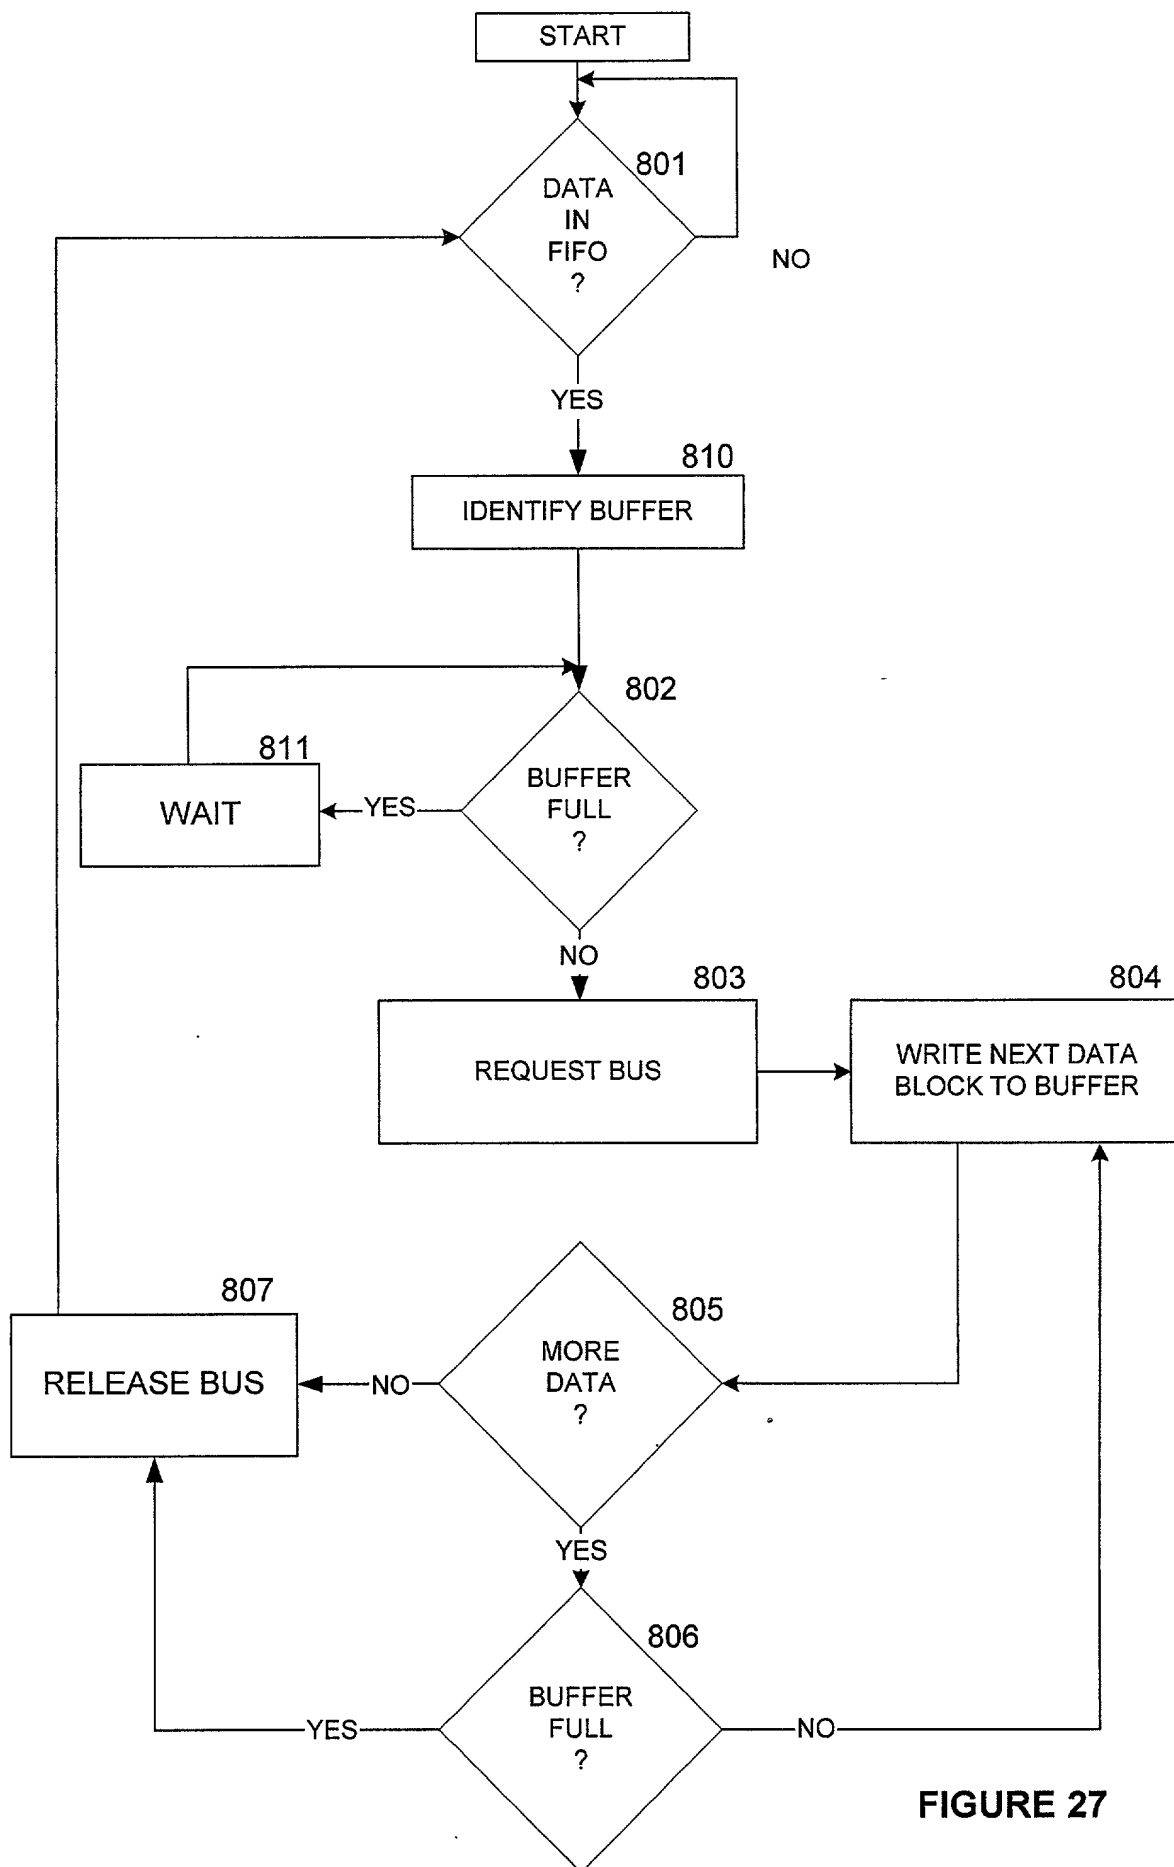 START
801
DATA
IN
FIFO
?
NO
YES
810
IDENTIFY BUFFER
802
811
BUFFER
FULL
?
WAIT
YES
NO
803
804
REQUEST BUS
WRITE NEXT DATA
BLOCK TO BUFFER
807
805
MORE
DATA
?
RELEASE BUS
NO
YES
806
BUFFER
FULL
?
YES
NO
FIGURE 27